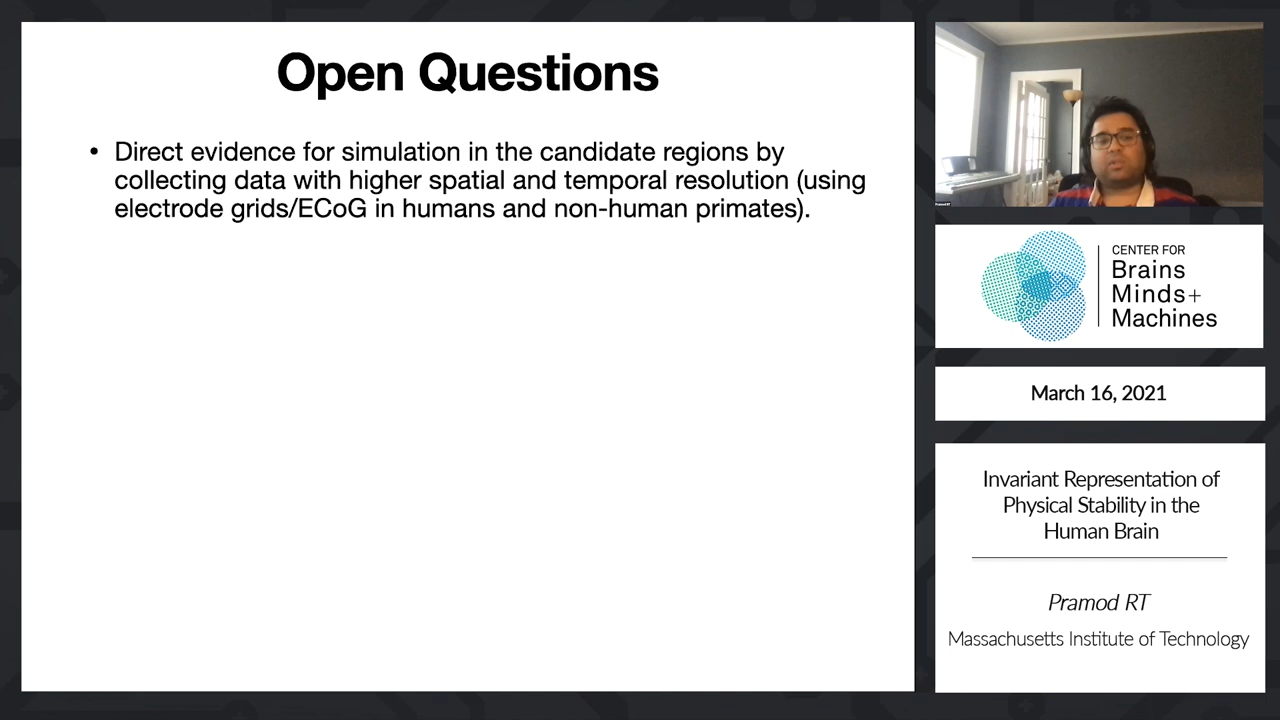 Open Questions
• Direct evidence for simulation in the candidate regions by
collecting data with higher spatial and temporal resolution (using
electrode grids/ECoG in humans and non-human primates).
Pramod RT
CENTER FOR
Brains
Minds+
Machines
March 16, 2021
Invariant Representation of
Physical Stability in the
Human Brain
Pramod RT
Massachusetts Institute of Technology